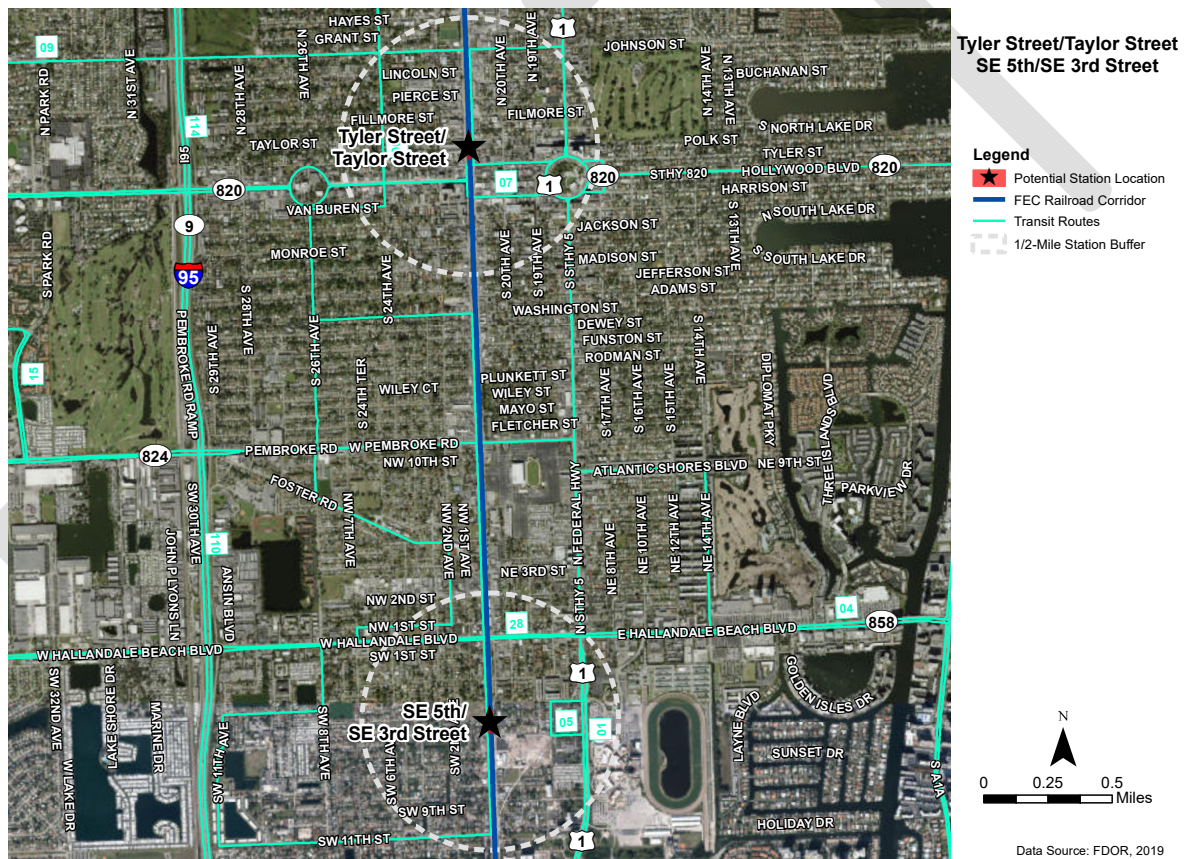 HAYES ST
GRANT ST
JOHNSON ST
09
1
N PARK RD
N 31ST AVE
N 28TH AVE
N 26TH AVE
N 20TH AVE
N 19TH AVE
N 14TH AVE
N 13TH AVE
LINCOLN ST
BUCHANAN ST
PIERCE ST
FILLMORE ST
FILMORE ST
114
TAYLOR ST
Tyler Street/
Taylor Street
POLK ST
S NORTH LAKE DR
TYLER ST
I95
820
07
1
820
STHY 820
HOLLYWOOD BLVD
820
HARRISON ST
VAN BUREN ST
9
JACKSON ST
N SOUTH LAKE DR
MONROE ST
MADISON ST
S SOUTH LAKE DR
JEFFERSON ST
ADAMS ST
95
S PARK RD
S 28TH AVE
S 24TH AVE
S 20TH AVE
S 19TH AVE
S STHY 5
S 13TH AVE
WASHINGTON ST
DEWEY ST
FUNSTON ST
RODMAN ST
PEMBROKE RD RAMP
S 29TH AVE
S 26TH AVE
S 24TH TER
S 14TH AVE
15
WILEY CT
PLUNKETT ST
WILEY ST
MAYO ST
FLETCHER ST
S 17TH AVE
S 16TH AVE
S 15TH AVE
DIPLOMAT PKY
THREE ISLANDS BLVD
824
PEMBROKE RD
W PEMBROKE RD
NW 10TH ST
ATLANTIC SHORES BLVD
NE 9TH ST
PARKVIEW DR
FOSTER RD
SW 30TH AVE
NW 7TH AVE
NW 2ND AVE
NW 1ST AVE
N FEDERAL HWY
NE 8TH AVE
NE 10TH AVE
NE 12TH AVE
NE 14TH AVE
110
JOHN P LYONS LN
ANSIN BLVD
NE 3RD ST
NW 2ND ST
N STHY 5
04
28
NW 1ST ST
858
W HALLANDALE BEACH BLVD
W HALLANDALE BLVD
E HALLANDALE BEACH BLVD
SW 1ST ST
1
SW 32ND AVE
LAKE SHORE DR
MARINE DR
SW 11TH AVE
SW 8TH AVE
SE 5th/
SE 3rd Street
05
01
LAYNE BLVD
GOLDEN ISLES DR
SUNSET DR
W LAKE DR
SW 6TH AVE
SW 9TH ST
SW 11TH ST
1
HOLIDAY DR
S A1A
Tyler Street/Taylor Street
SE 5th/SE 3rd Street
Legend
Potential Station Location
FEC Railroad Corridor
Transit Routes
1/2-Mile Station Buffer
N
0 0.25 0.5
Miles
Data Source: FDOR, 2019